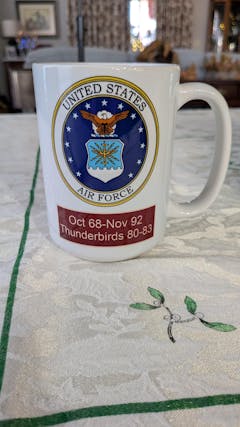 UNITED STATES
AIR FORCE
Oct 68-Nov 92
Thunderbirds 80-83